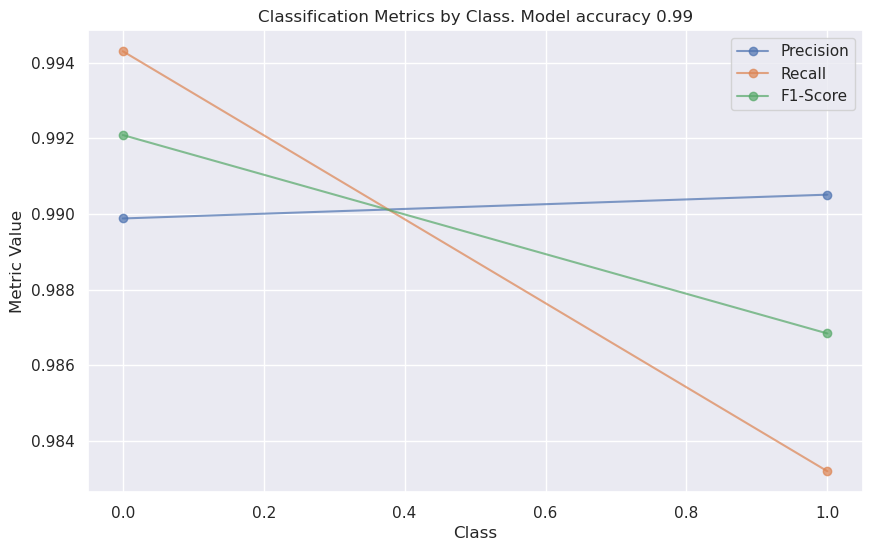 Classification Metrics by Class. Model accuracy 0.99
Precision
Recall
F1-Score
Metric Value
0.994
0.992
0.990
0.988
0.986
0.984
0.0 0.2 0.4 0.6 0.8 1.0
Class